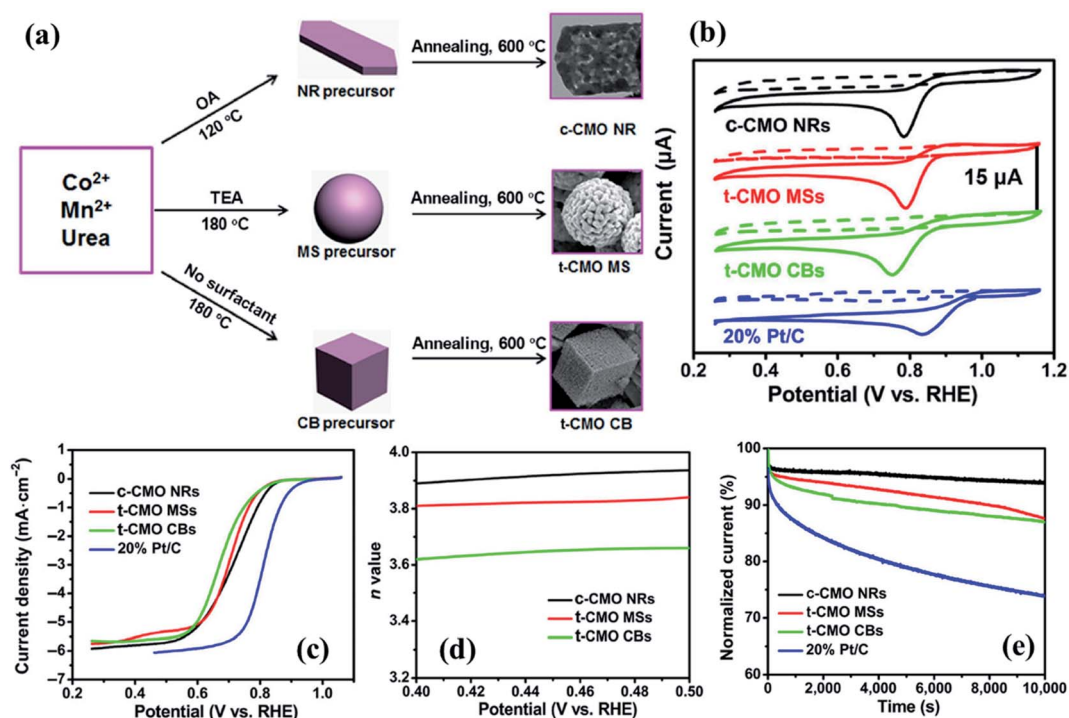 (a)
Co2+
Mn2+
Urea
OA
120 °C
NR precursor
Annealing, 600 °C
c-CMO NR
TEA
180 °C
MS precursor
Annealing, 600 °C
t-CMO MS
No surfactant
180 °C
CB precursor
Annealing, 600 °C
t-CMO CB
(b)
Current (μA)
c-CMO NRs
t-CMO MSs
15 μA
t-CMO CBs
20% Pt/C
0.2 0.4 0.6 0.8 1.0 1.2
Potential (V vs. RHE)
Current density (mA·cm−2)
1
0
−1
−2
−3
−4
−5
−6
−7
c-CMO NRs
t-CMO MSs
t-CMO CBs
20% Pt/C
(c)
0.2 0.4 0.6 0.8 1.0
Potential (V vs. RHE)
n value
4.0
3.8
3.6
3.4
3.2
c-CMO NRs
t-CMO MSs
t-CMO CBs
(d)
0.40 0.42 0.44 0.46 0.48 0.50
Potential (V vs. RHE)
Normalized current (%)
100
90
80
70
60
c-CMO NRs
t-CMO MSs
t-CMO CBs
20% Pt/C
(e)
0 2,000 4,000 6,000 8,000 10,000
Time (s)